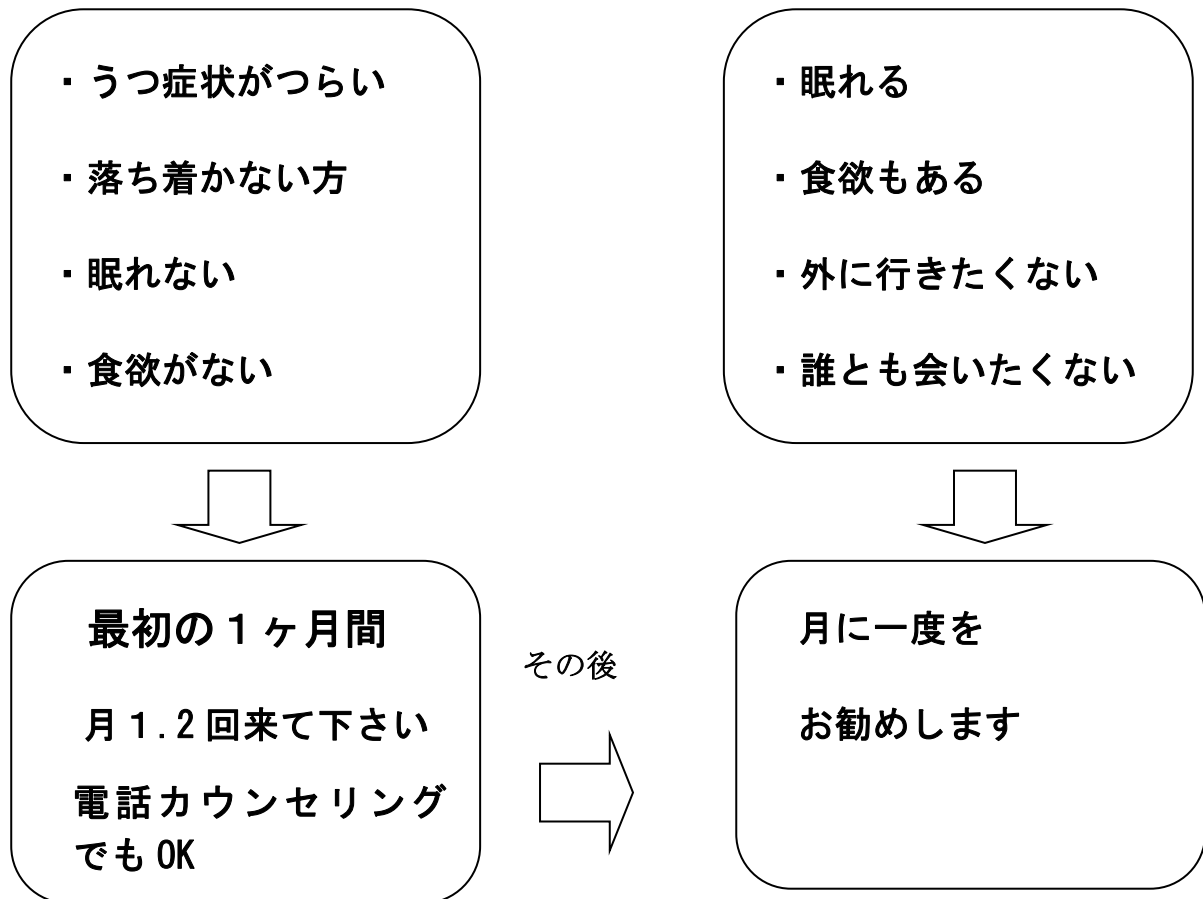 ・うつ症状がつらい
・落ち着かない方
・眠れない
・食欲がない
・眠れる
・食欲もある
・外に行きたくない
・誰とも会いたくない
最初の１ヶ月間
月１.２回来て下さい
電話カウンセリング
でも OK
その後
月に一度を
お勧めします